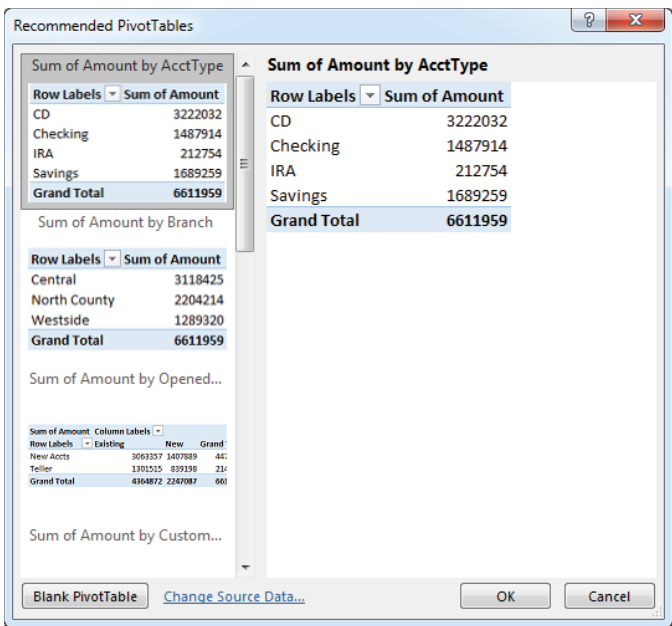 Recommended PivotTables
Sum of Amount by AcctType
Row Labels Sum of Amount
CD 3222032
Checking 1487914
IRA 212754
Savings 1689259
Grand Total 6611959
Sum of Amount by Branch
Row Labels Sum of Amount
Central 3118425
North County 2204214
Westside 1289320
Grand Total 6611959
Sum of Amount by Opened...
Sum of Amount Column Labels
Row Labels Existing New Grand
New Accts 3063357 1407889 447
Teller 1301515 839198 214
Grand Total 4364872 2247087 661
Sum of Amount by Custom...
Sum of Amount by AcctType
Row Labels Sum of Amount
CD 3222032
Checking 1487914
IRA 212754
Savings 1689259
Grand Total 6611959
Blank PivotTable Change Source Data... OK Cancel